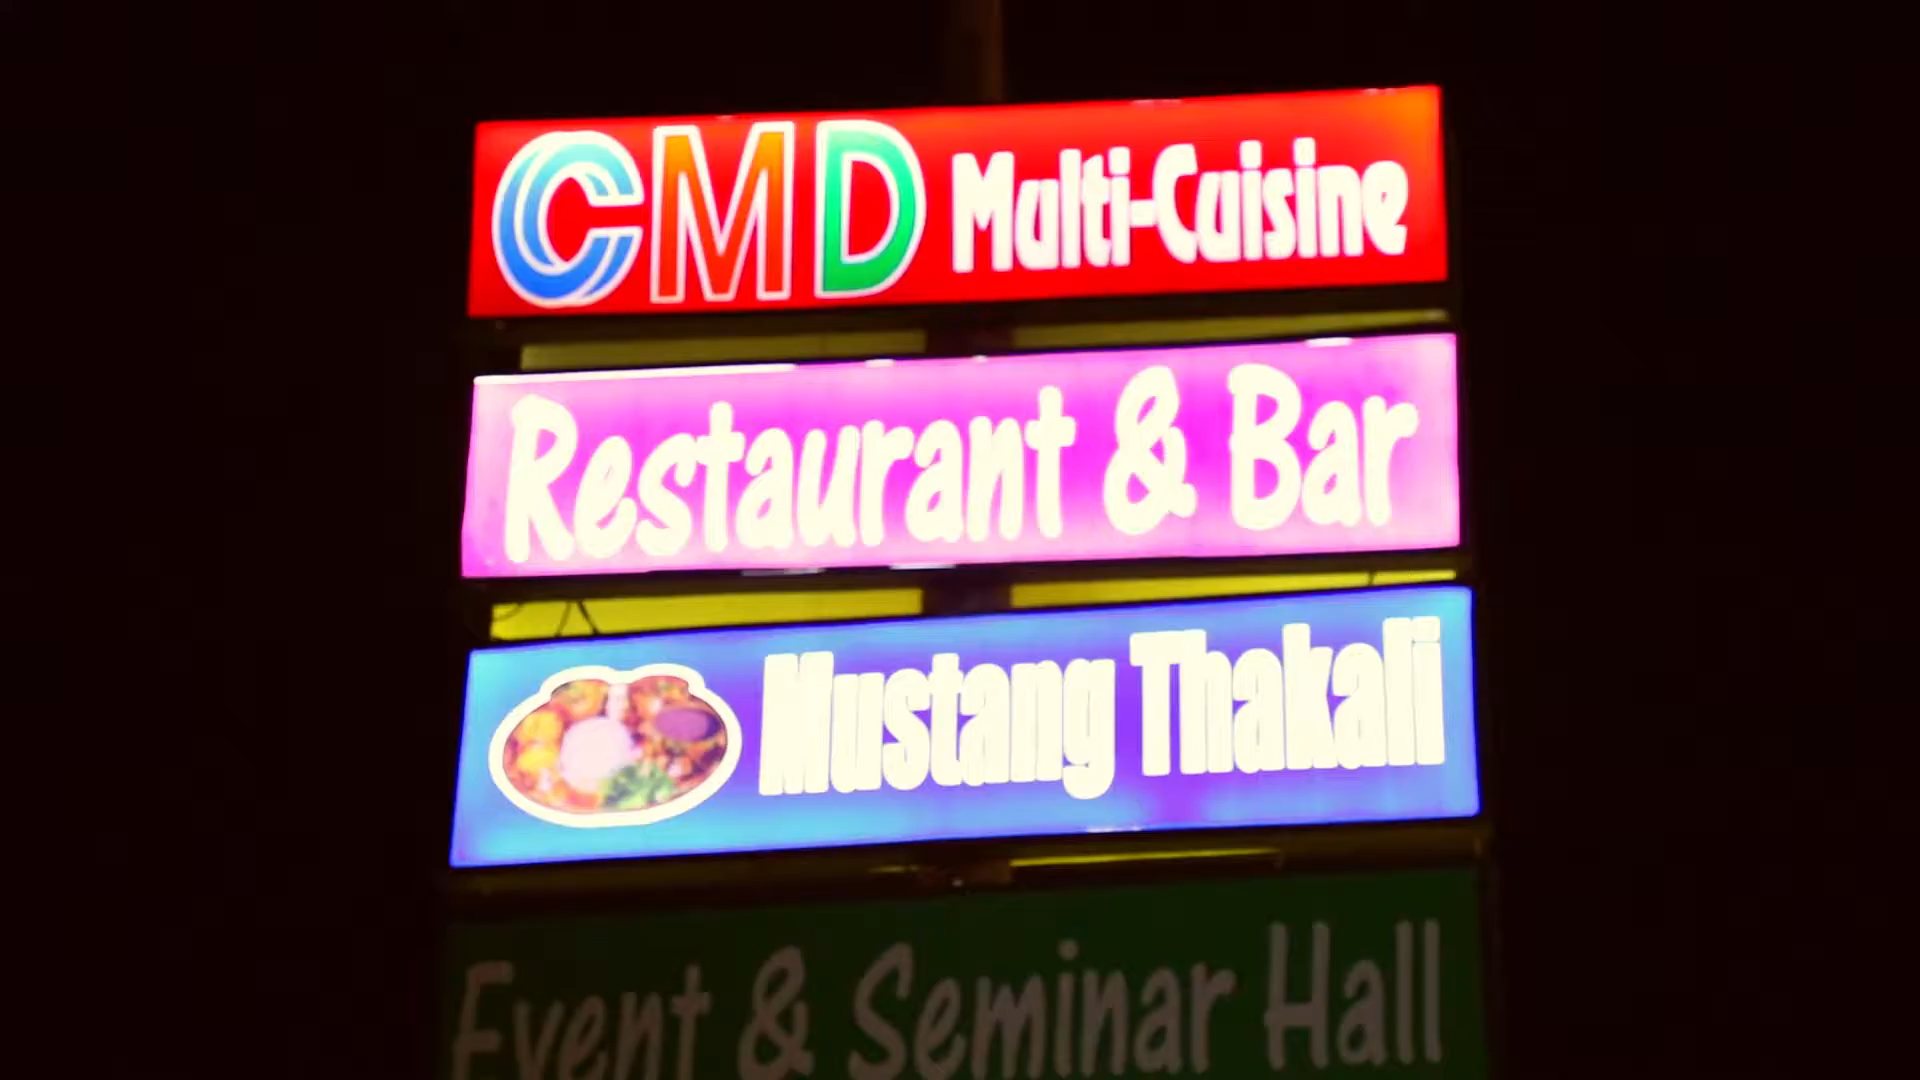 CMD Multi-Cuisine
Restaurant & Bar
Mustang Thakali
Event & Seminar Hall